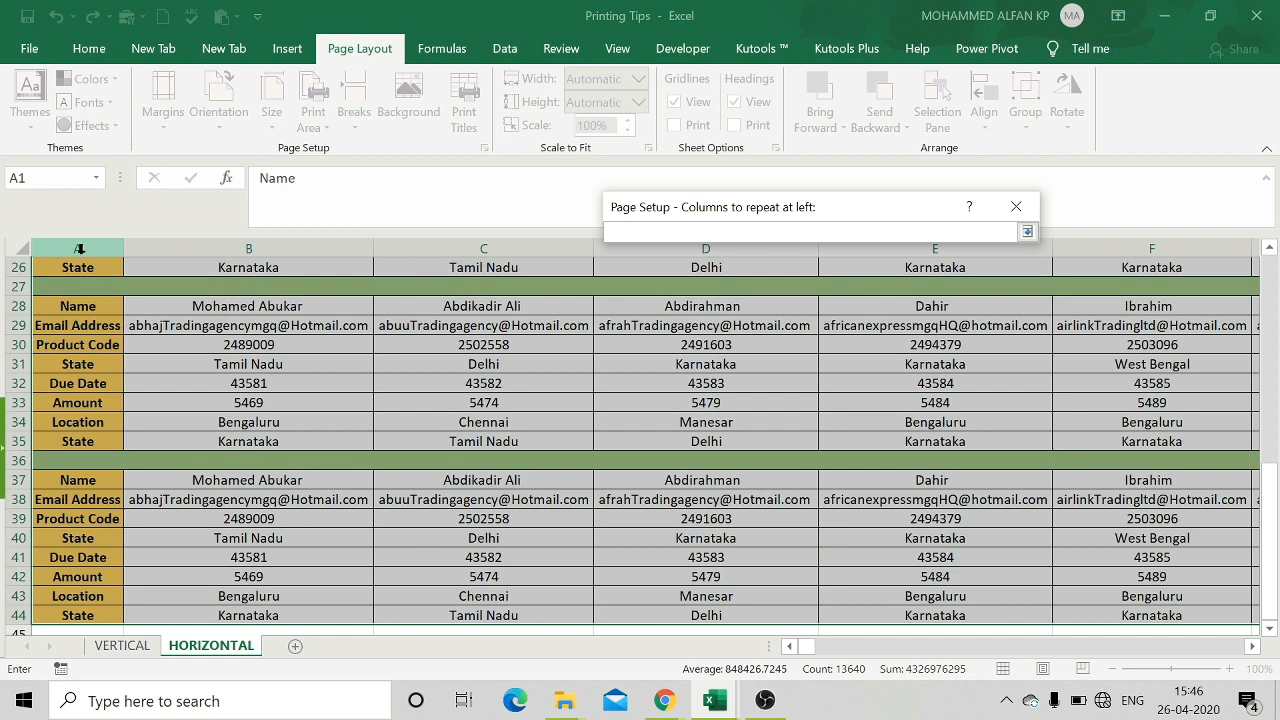 Printing Tips - Excel
MOHAMMED ALFAN KP
MA
File Home New Tab New Tab Insert Page Layout Formulas Data Review View Developer Kutools ™ Kutools Plus Help Power Pivot Tell me Share
Themes
Colors
Fonts
Effects
Themes
Margins Orientation Size Print Area Breaks Background Print Titles
Page Setup
Width: Automatic
Height: Automatic
Scale: 100%
Scale to Fit
Gridlines Headings
View View
Print Print
Sheet Options
Bring Forward Send Backward Selection Pane Align Group Rotate
Arrange
A1 fx Name
Page Setup - Columns to repeat at left: ?
B C D E F
26 State Karnataka Tamil Nadu Delhi Karnataka Karnataka
27
28 Name Mohamed Abukar Abdikadir Ali Abdirahman Dahir Ibrahim
29 Email Address abhajTradingagencymgq@Hotmail.com abuuTradingagency@Hotmail.com afrahTradingagency@Hotmail.com africanexpressmgqHQ@hotmail.com airlinkTradingltd@Hotmail.com
30 Product Code 2489009 2502558 2491603 2494379 2503096
31 State Tamil Nadu Delhi Karnataka Karnataka West Bengal
32 Due Date 43581 43582 43583 43584 43585
33 Amount 5469 5474 5479 5484 5489
34 Location Bengaluru Chennai Manesar Bengaluru Bengaluru
35 State Karnataka Tamil Nadu Delhi Karnataka Karnataka
36
37 Name Mohamed Abukar Abdikadir Ali Abdirahman Dahir Ibrahim
38 Email Address abhajTradingagencymgq@Hotmail.com abuuTradingagency@Hotmail.com afrahTradingagency@Hotmail.com africanexpressmgqHQ@hotmail.com airlinkTradingltd@Hotmail.com
39 Product Code 2489009 2502558 2491603 2494379 2503096
40 State Tamil Nadu Delhi Karnataka Karnataka West Bengal
41 Due Date 43581 43582 43583 43584 43585
42 Amount 5469 5474 5479 5484 5489
43 Location Bengaluru Chennai Manesar Bengaluru Bengaluru
44 State Karnataka Tamil Nadu Delhi Karnataka Karnataka
45
VERTICAL HORIZONTAL
Enter Average: 848426.7245 Count: 13640 Sum: 4326976295 100%
Type here to search
ENG
15:46
26-04-2020
4